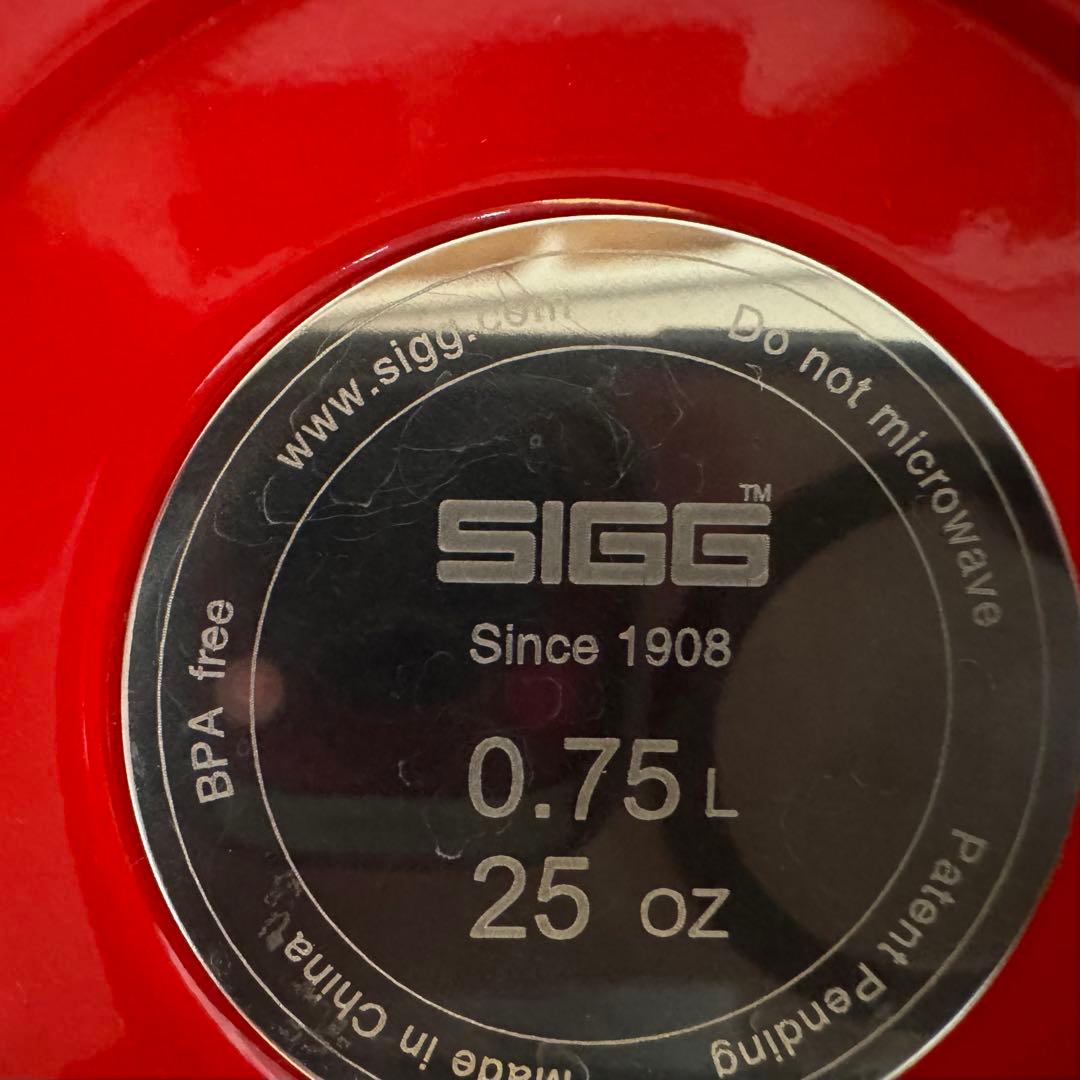 www.sigg.com
Do not microwave
SIGG™
Since 1908
BPA free
0.75 L
25 oz
Patent Pending
Made in China